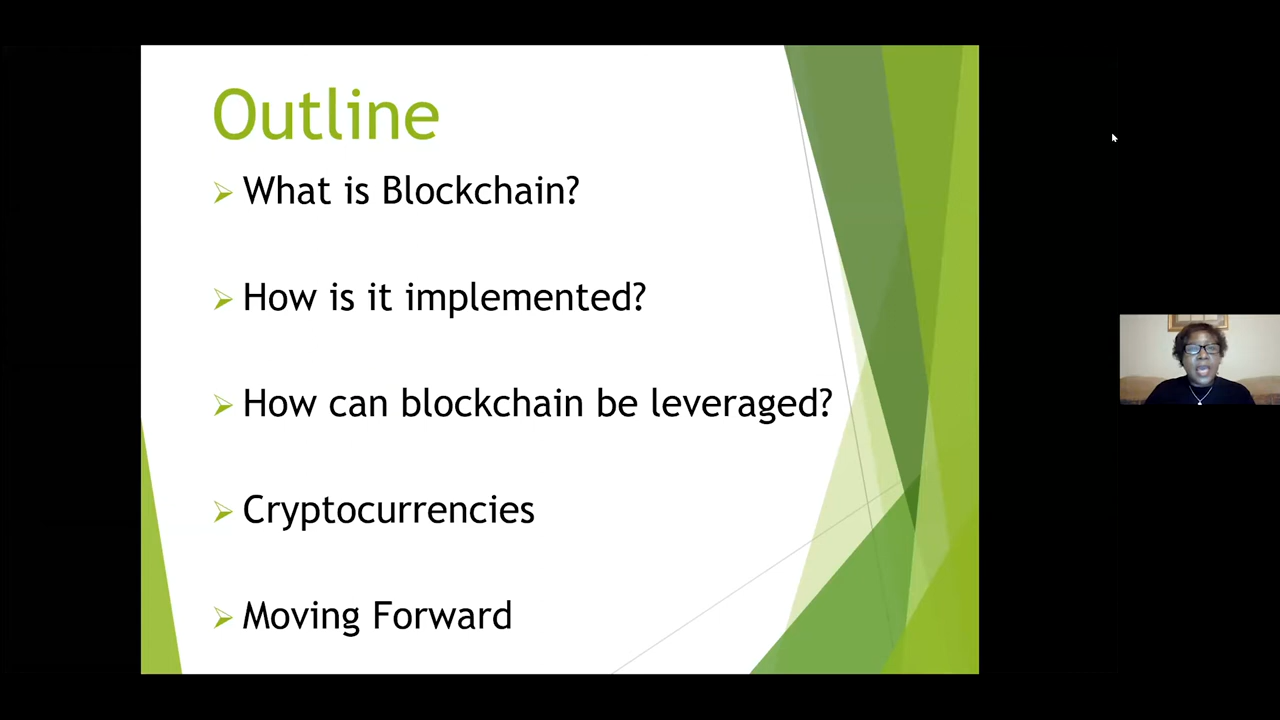 Outline
What is Blockchain?
How is it implemented?
How can blockchain be leveraged?
Cryptocurrencies
Moving Forward